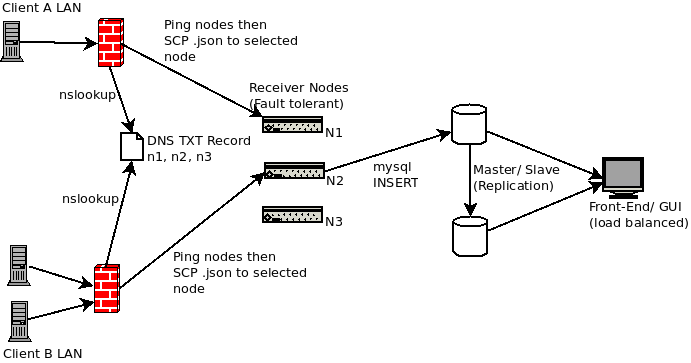 Client A LAN
Ping nodes then
SCP .json to selected
node
Receiver Nodes
(Fault tolerant)
nslookup
N1
DNS TXT Record
n1, n2, n3
mysql
INSERT
Master/ Slave
(Replication)
N2
nslookup
N3
Front-End/ GUI
(load balanced)
Ping nodes then
SCP .json to selected
node
Client B LAN